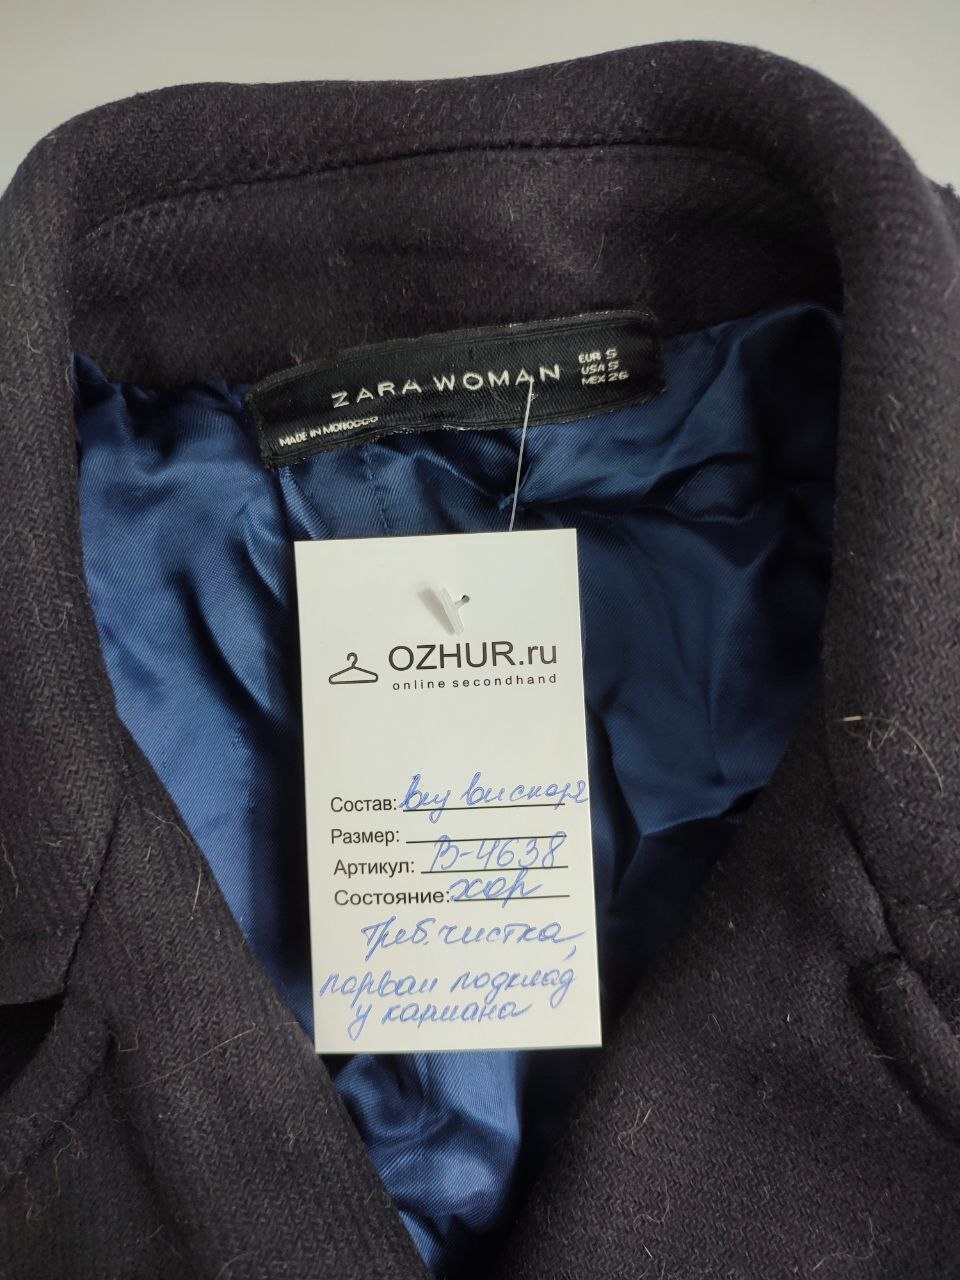 ZARA WOMAN
EUR S
USA S
MEX 26
MADE IN MOROCCO
OZHUR.ru
online secondhand
Состав: вискоза
Размер:
Артикул: В-4638
Состояние: хор
треб. чистка,
порван подклад
у кармана